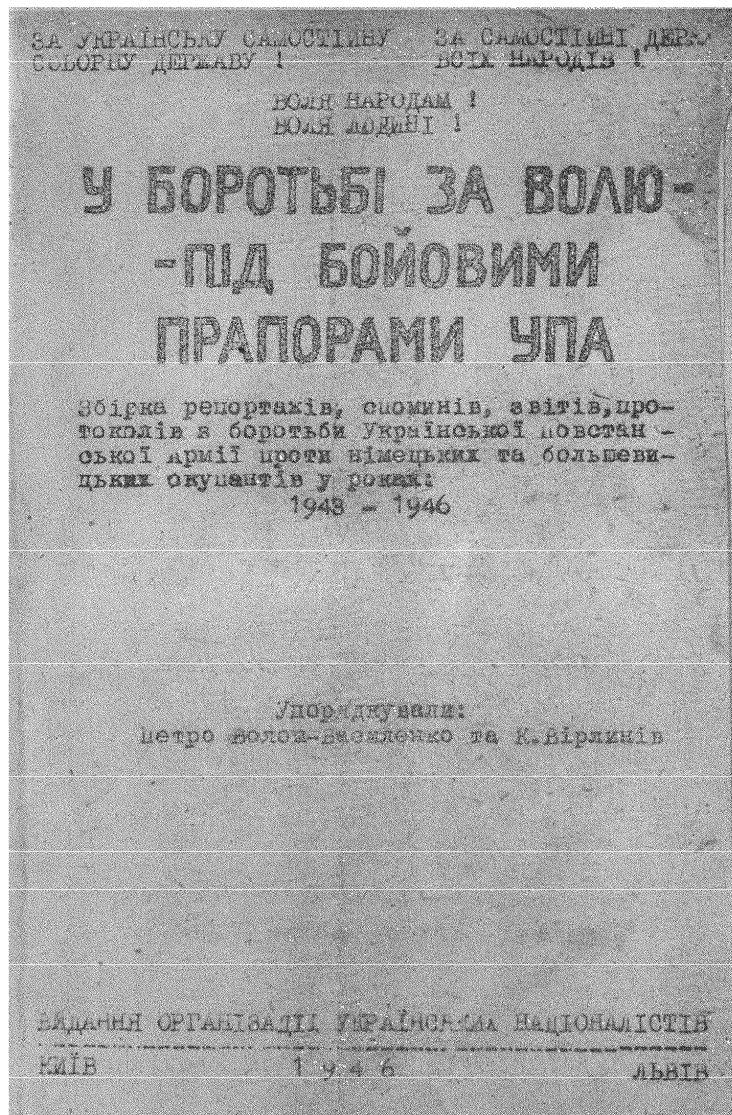 ЗА УКРАЇНСЬКУ САМОСТІЙНУ
СОБОРНУ ДЕРЖАВУ !
ЗА САМОСТІЙНІ ДЕРЖ
ВСІХ НАРОДІВ !
ВОЛЯ НАРОДАМ !
ВОЛЯ ЛЮДИНІ !
У БОРОТЬБІ ЗА ВОЛЮ-
-ПІД БОЙОВИМИ
ПРАПОРАМИ УПА
Збірка репортажів, споминів, звітів,про-
токолів з боротьби Української повстан -
ської Армії проти німецьких та большеви-
цьких окупантів у роках:
1943 - 1946
Упорядкували:
Петро Волош-Василенко та К.Вірлинів
ВИДАННЯ ОРГАНІЗАЦІЇ УКРАЇНСЬКИХ НАЦІОНАЛІСТІВ
КИЇВ 1 9 4 6 ЛЬВІВ